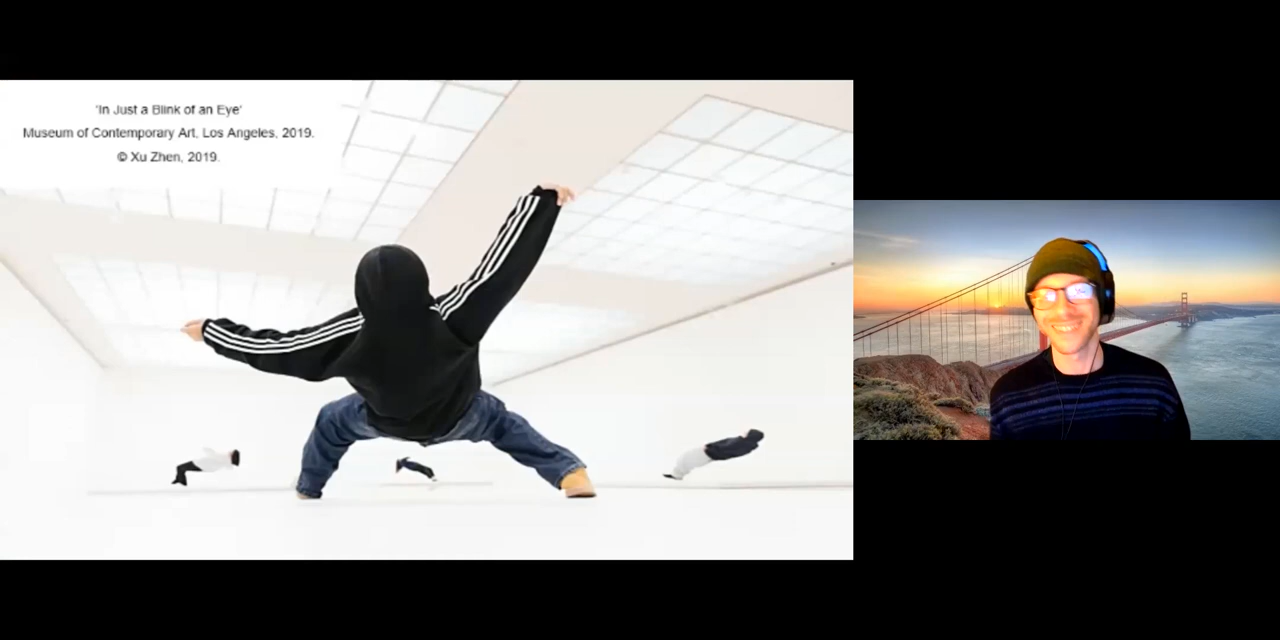 'In Just a Blink of an Eye'
Museum of Contemporary Art, Los Angeles, 2019.
© Xu Zhen, 2019.